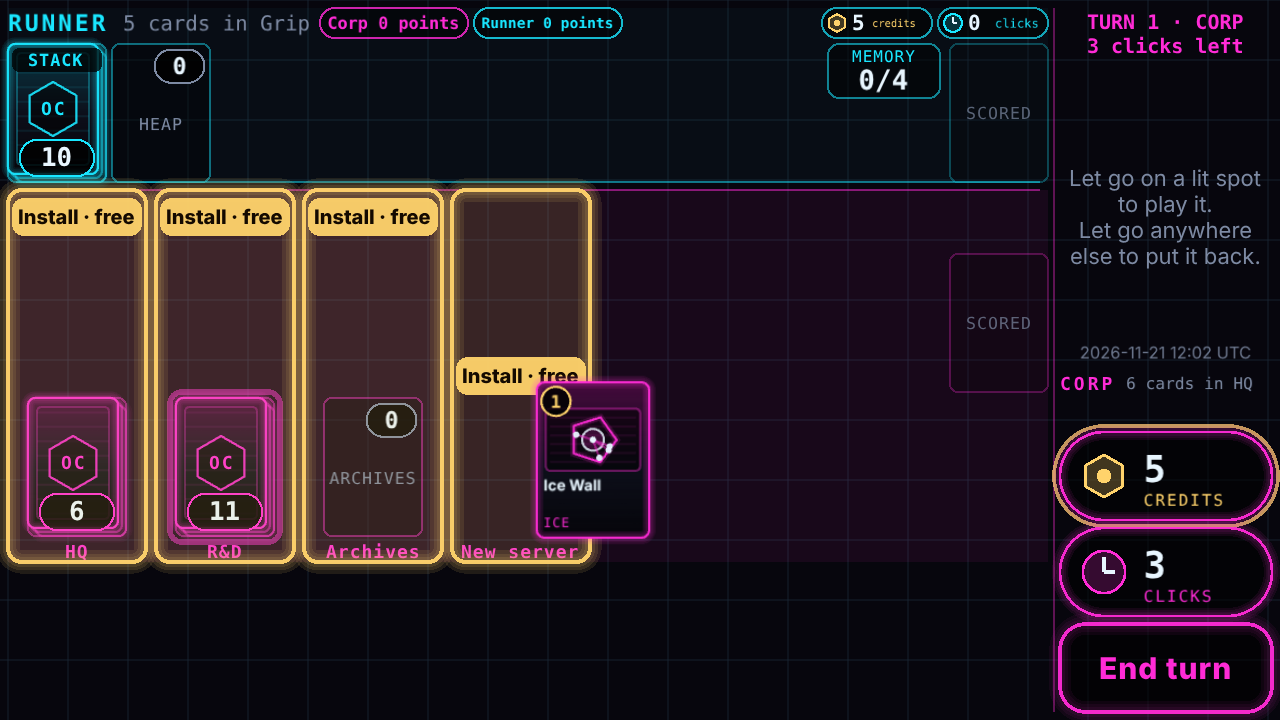 RUNNER 5 cards in Grip Corp 0 points Runner 0 points 5 credits 0 clicks
TURN 1 · CORP
3 clicks left
STACK
OC
10
0
HEAP
MEMORY
0/4
SCORED
Let go on a lit spot
to play it.
Let go anywhere
else to put it back.
Install · free
Install · free
Install · free
Install · free
SCORED
2026-11-21 12:02 UTC
CORP 6 cards in HQ
OC
6
HQ
OC
11
R&D
0
ARCHIVES
Archives
New server
1
Ice Wall
ICE
5
CREDITS
3
CLICKS
End turn